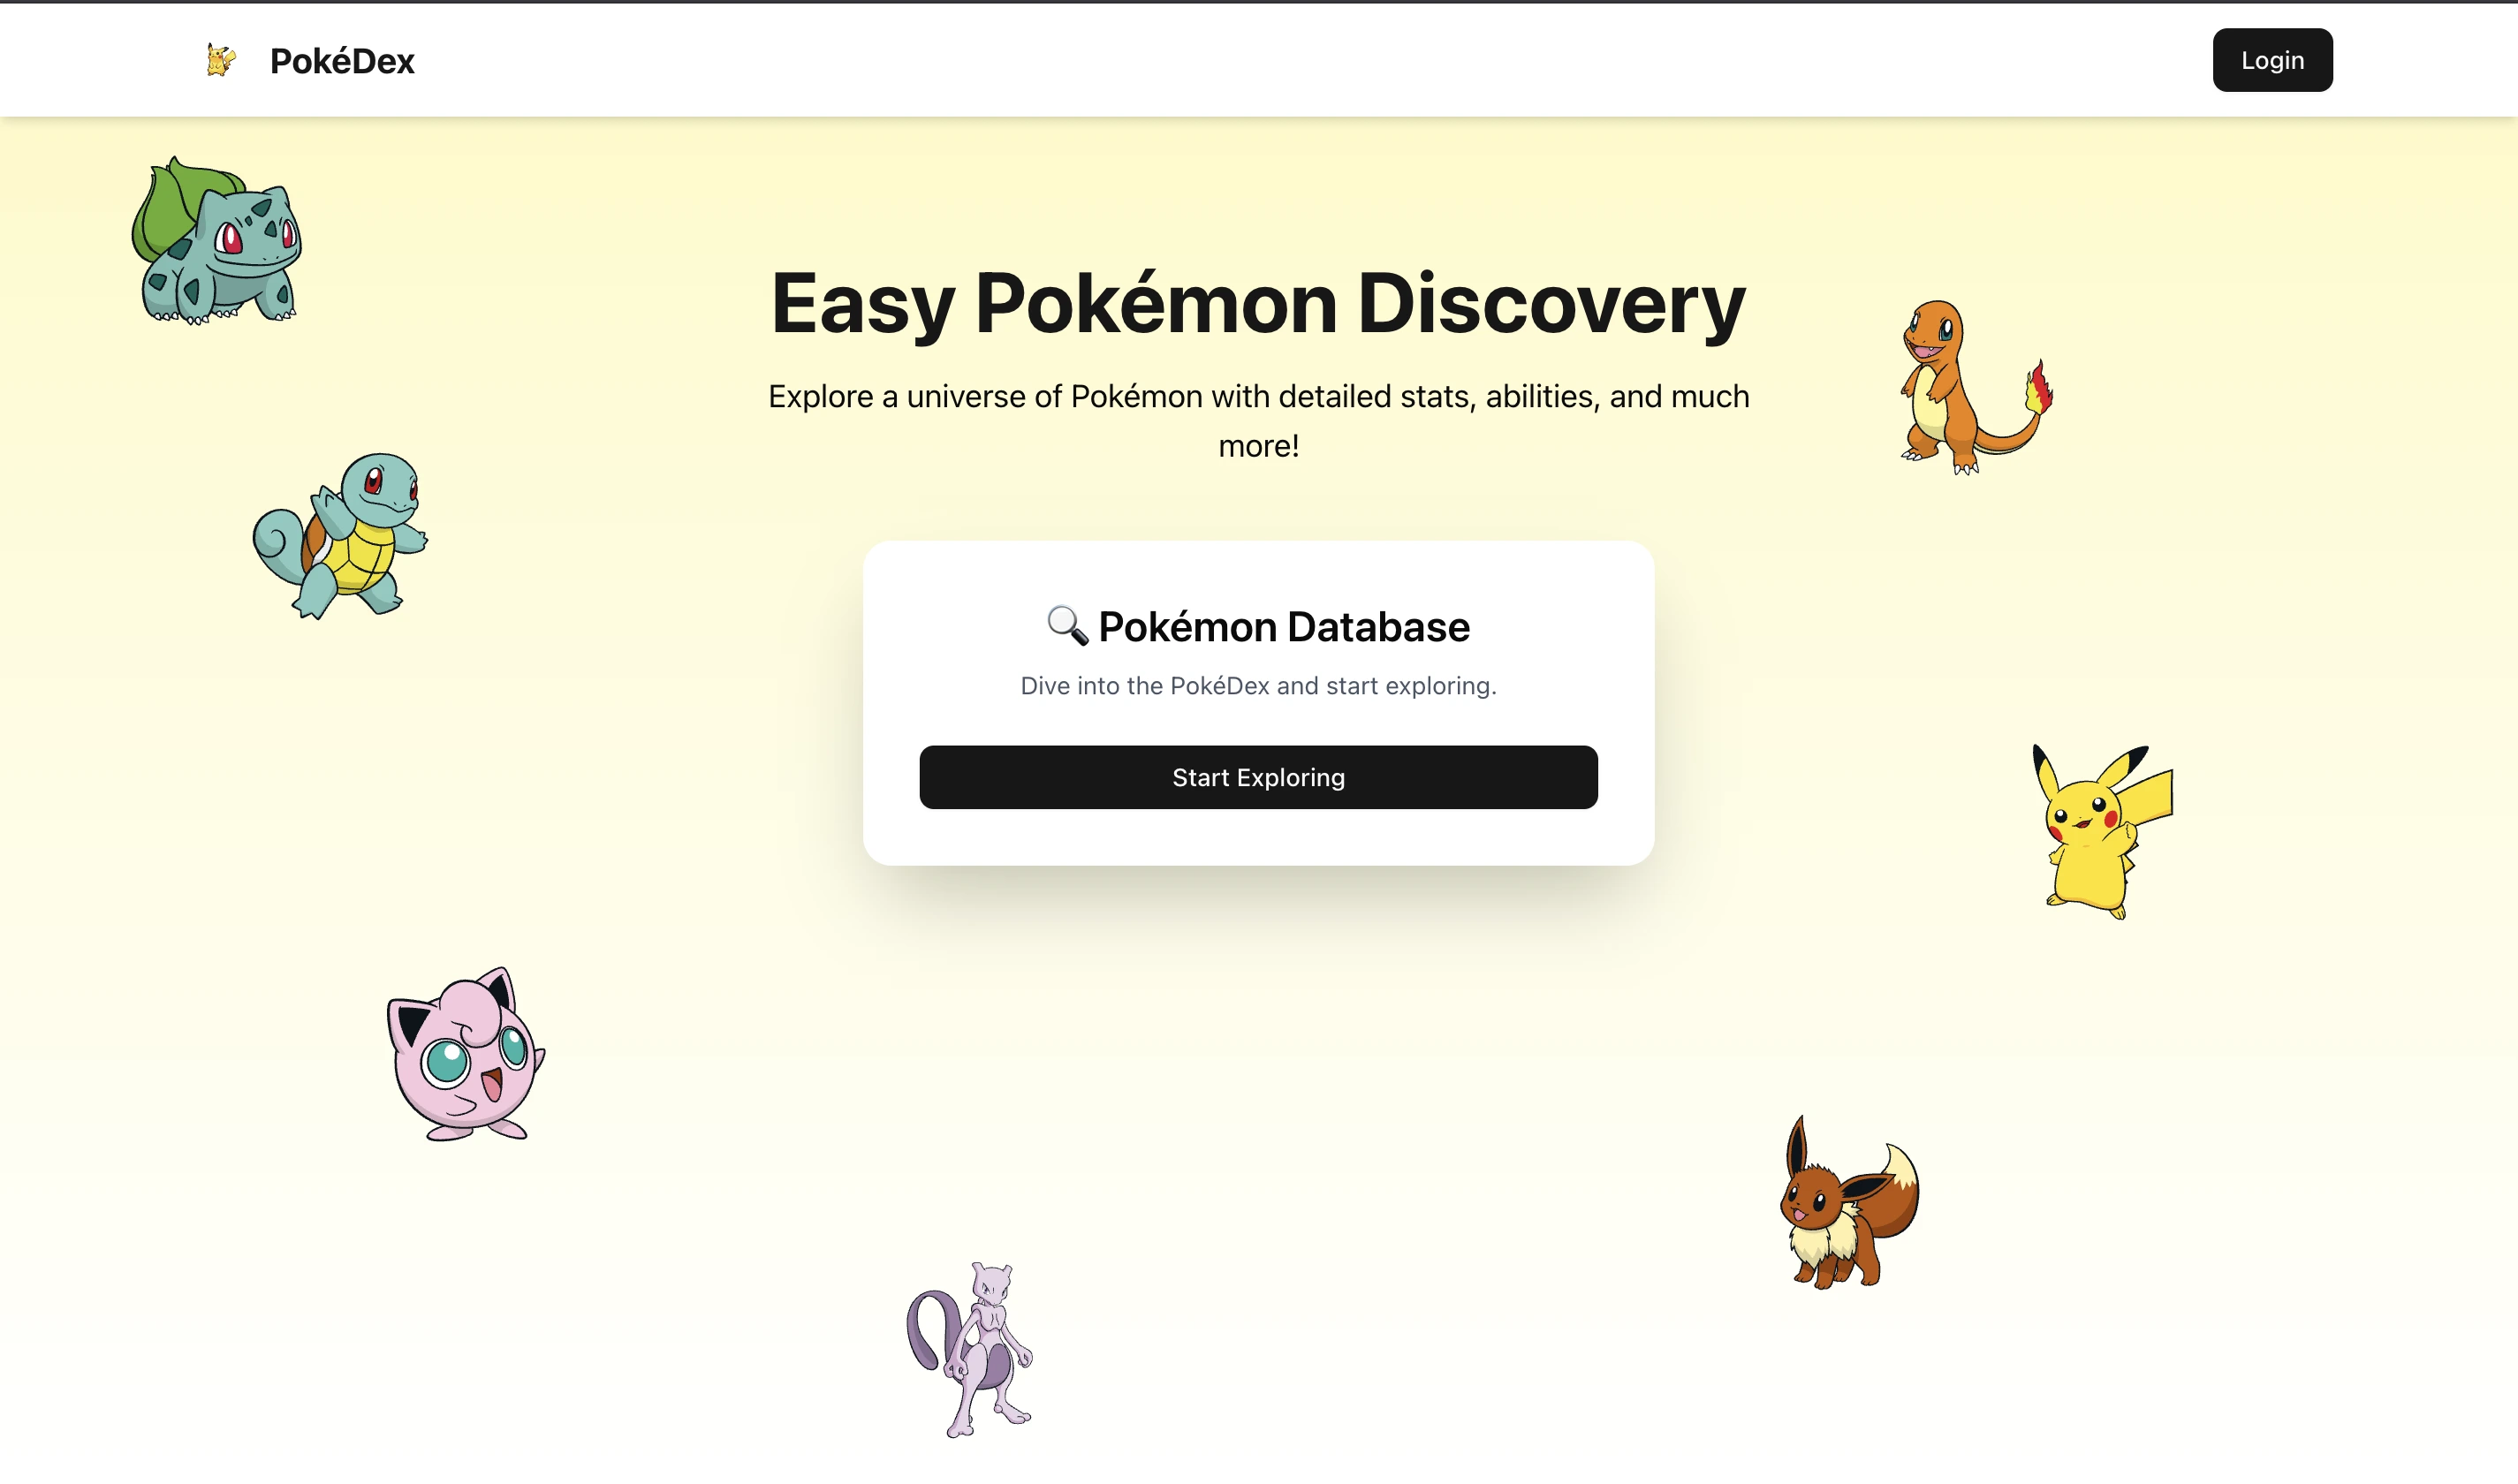 PokéDex
Login
Easy Pokémon Discovery
Explore a universe of Pokémon with detailed stats, abilities, and much
more!
🔍 Pokémon Database
Dive into the PokéDex and start exploring.
Start Exploring